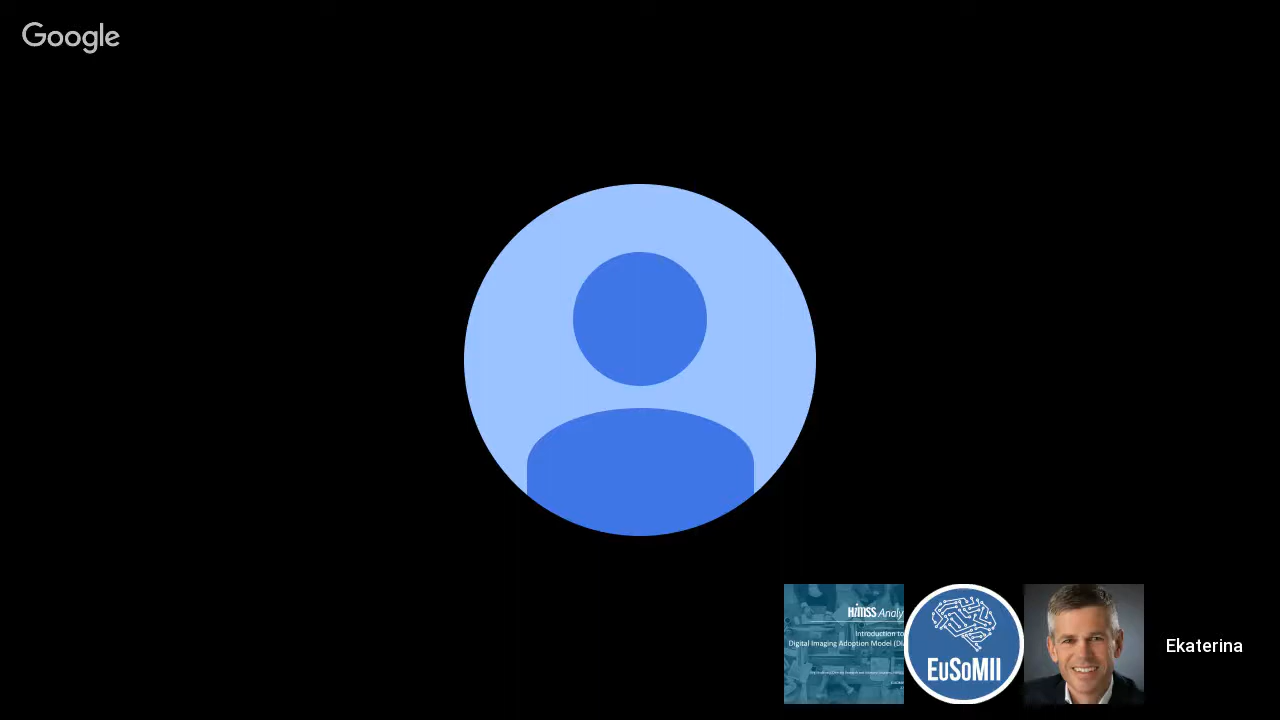 Google
HIMSS Analy
Introduction to
Digital Imaging Adoption Model (Di
EuSoMII
Ekaterina